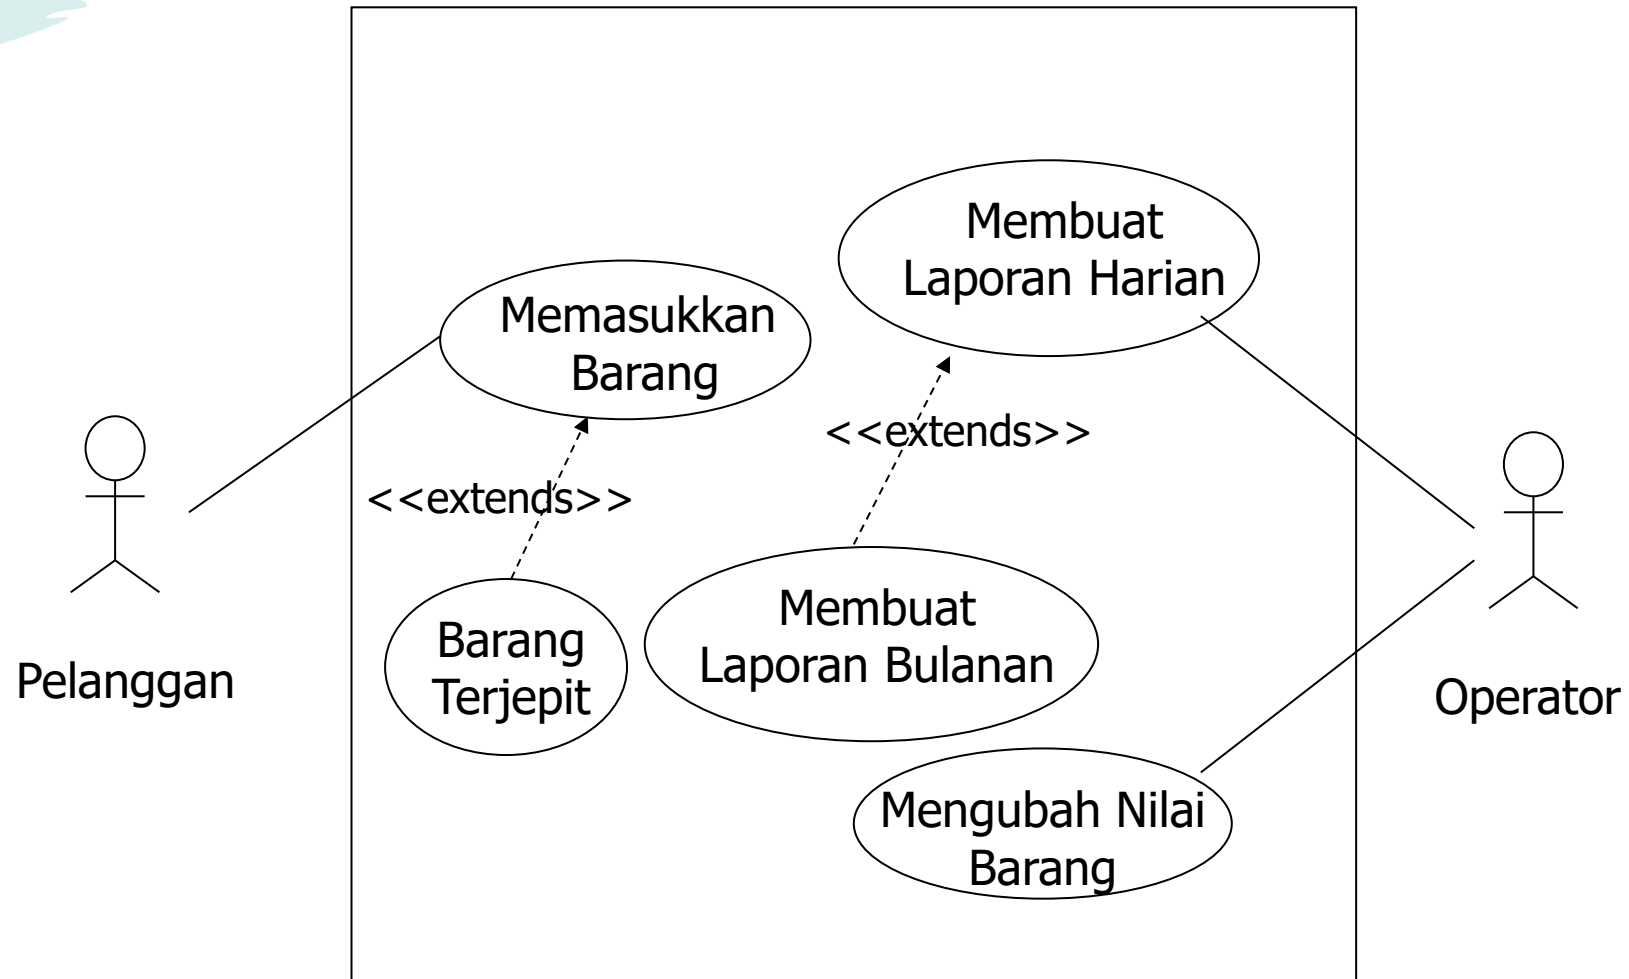 Membuat
Laporan Harian
Memasukkan
Barang
<<extends>>
<<extends>>
Membuat
Laporan Bulanan
Barang
Terjepit
Pelanggan
Operator
Mengubah Nilai
Barang